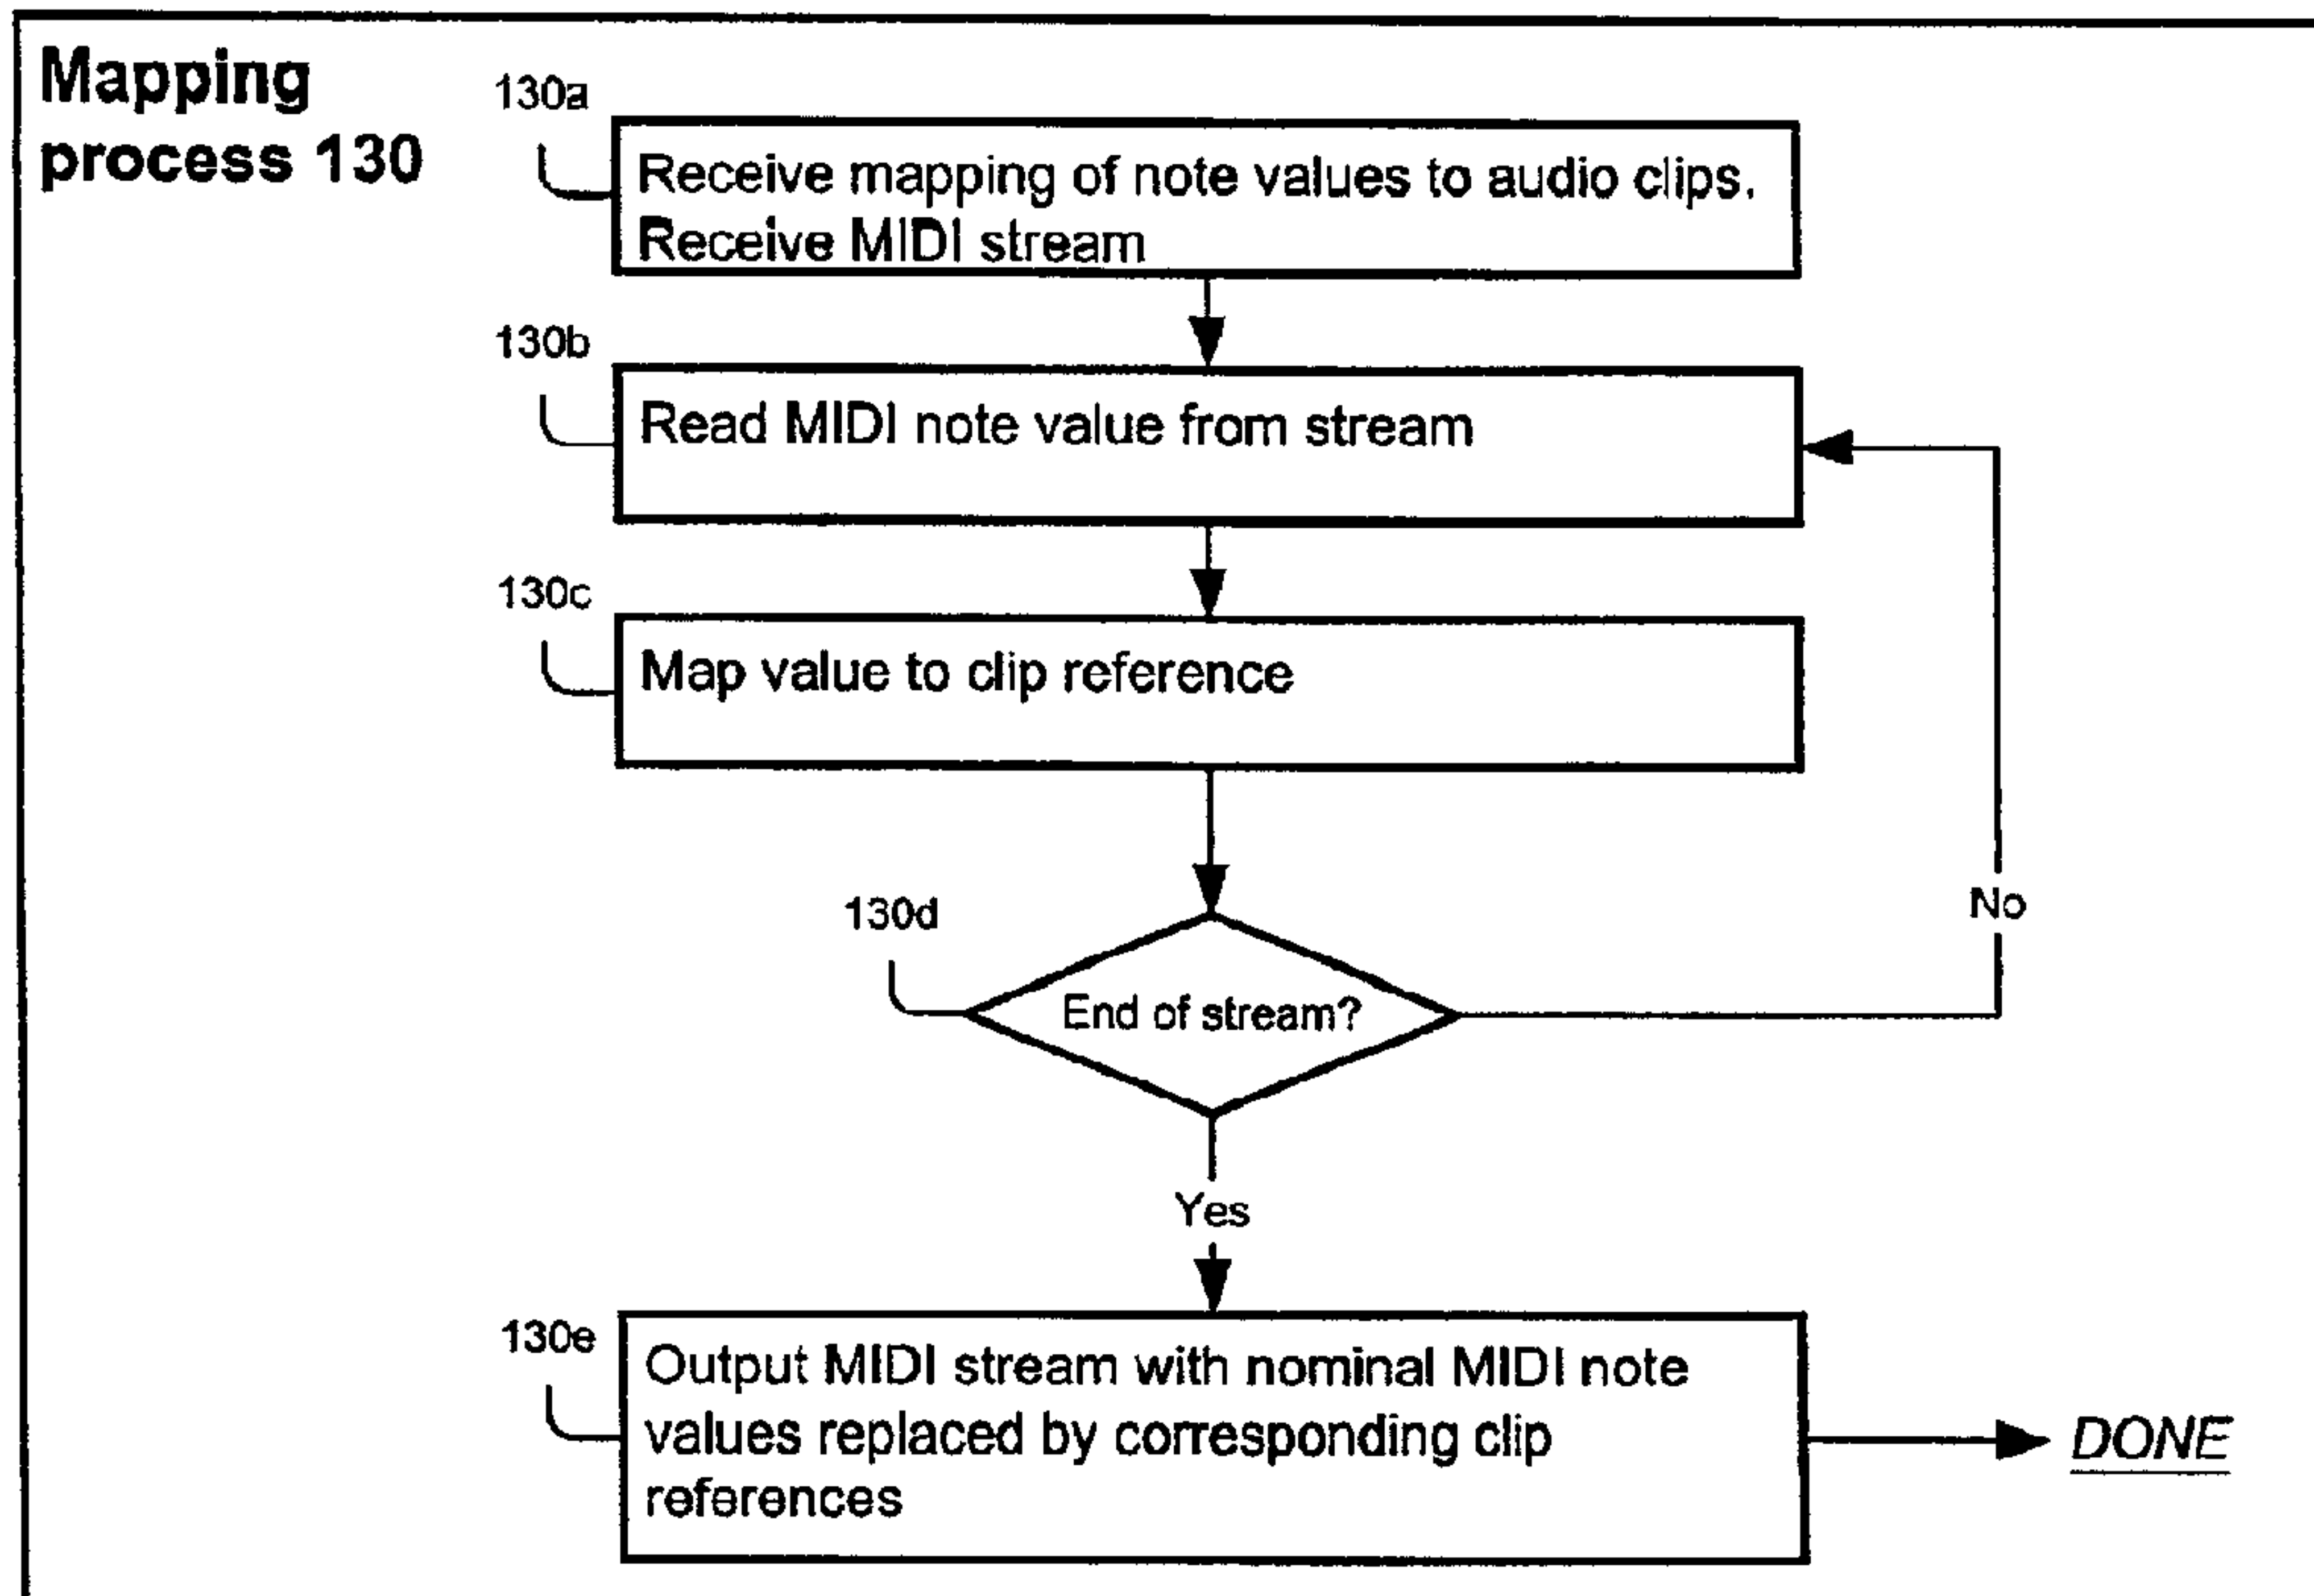 Mapping
process 130
130a
Receive mapping of note values to audio clips.
Receive MIDI stream
130b
Read MIDI note value from stream
130c
Map value to clip reference
130d
End of stream?
No
Yes
130e
Output MIDI stream with nominal MIDI note
values replaced by corresponding clip
references
DONE